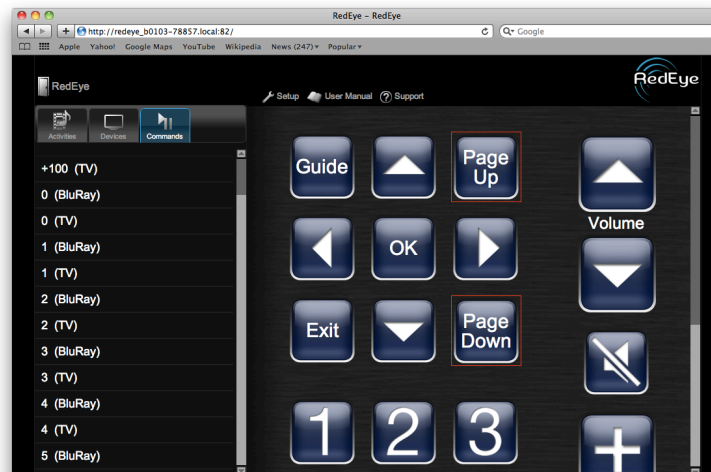 RedEye – RedEye
http://redeye_b0103-78857.local:82/
Google
Apple Yahoo! Google Maps YouTube Wikipedia News (247) Popular
RedEye
Setup User Manual Support
RedEye
Activities Devices Commands
+100 (TV)
0 (BluRay)
0 (TV)
1 (BluRay)
1 (TV)
2 (BluRay)
2 (TV)
3 (BluRay)
3 (TV)
4 (BluRay)
4 (TV)
5 (BluRay)
Guide
Page
Up
OK
Exit
Page
Down
1 2 3
Volume